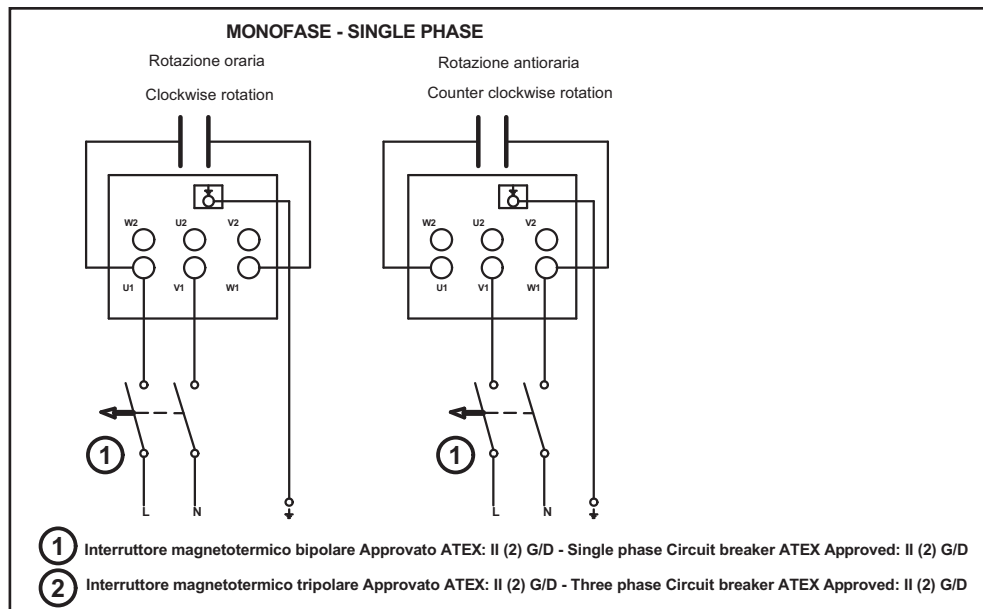 MONOFASE - SINGLE PHASE
Rotazione oraria
Clockwise rotation
Rotazione antioraria
Counter clockwise rotation
W2 U2 V2
U1 V1 W1
W2 U2 V2
U1 V1 W1
1
1
L N
L N
1 Interruttore magnetotermico bipolare Approvato ATEX: II (2) G/D - Single phase Circuit breaker ATEX Approved: II (2) G/D
2 Interruttore magnetotermico tripolare Approvato ATEX: II (2) G/D - Three phase Circuit breaker ATEX Approved: II (2) G/D